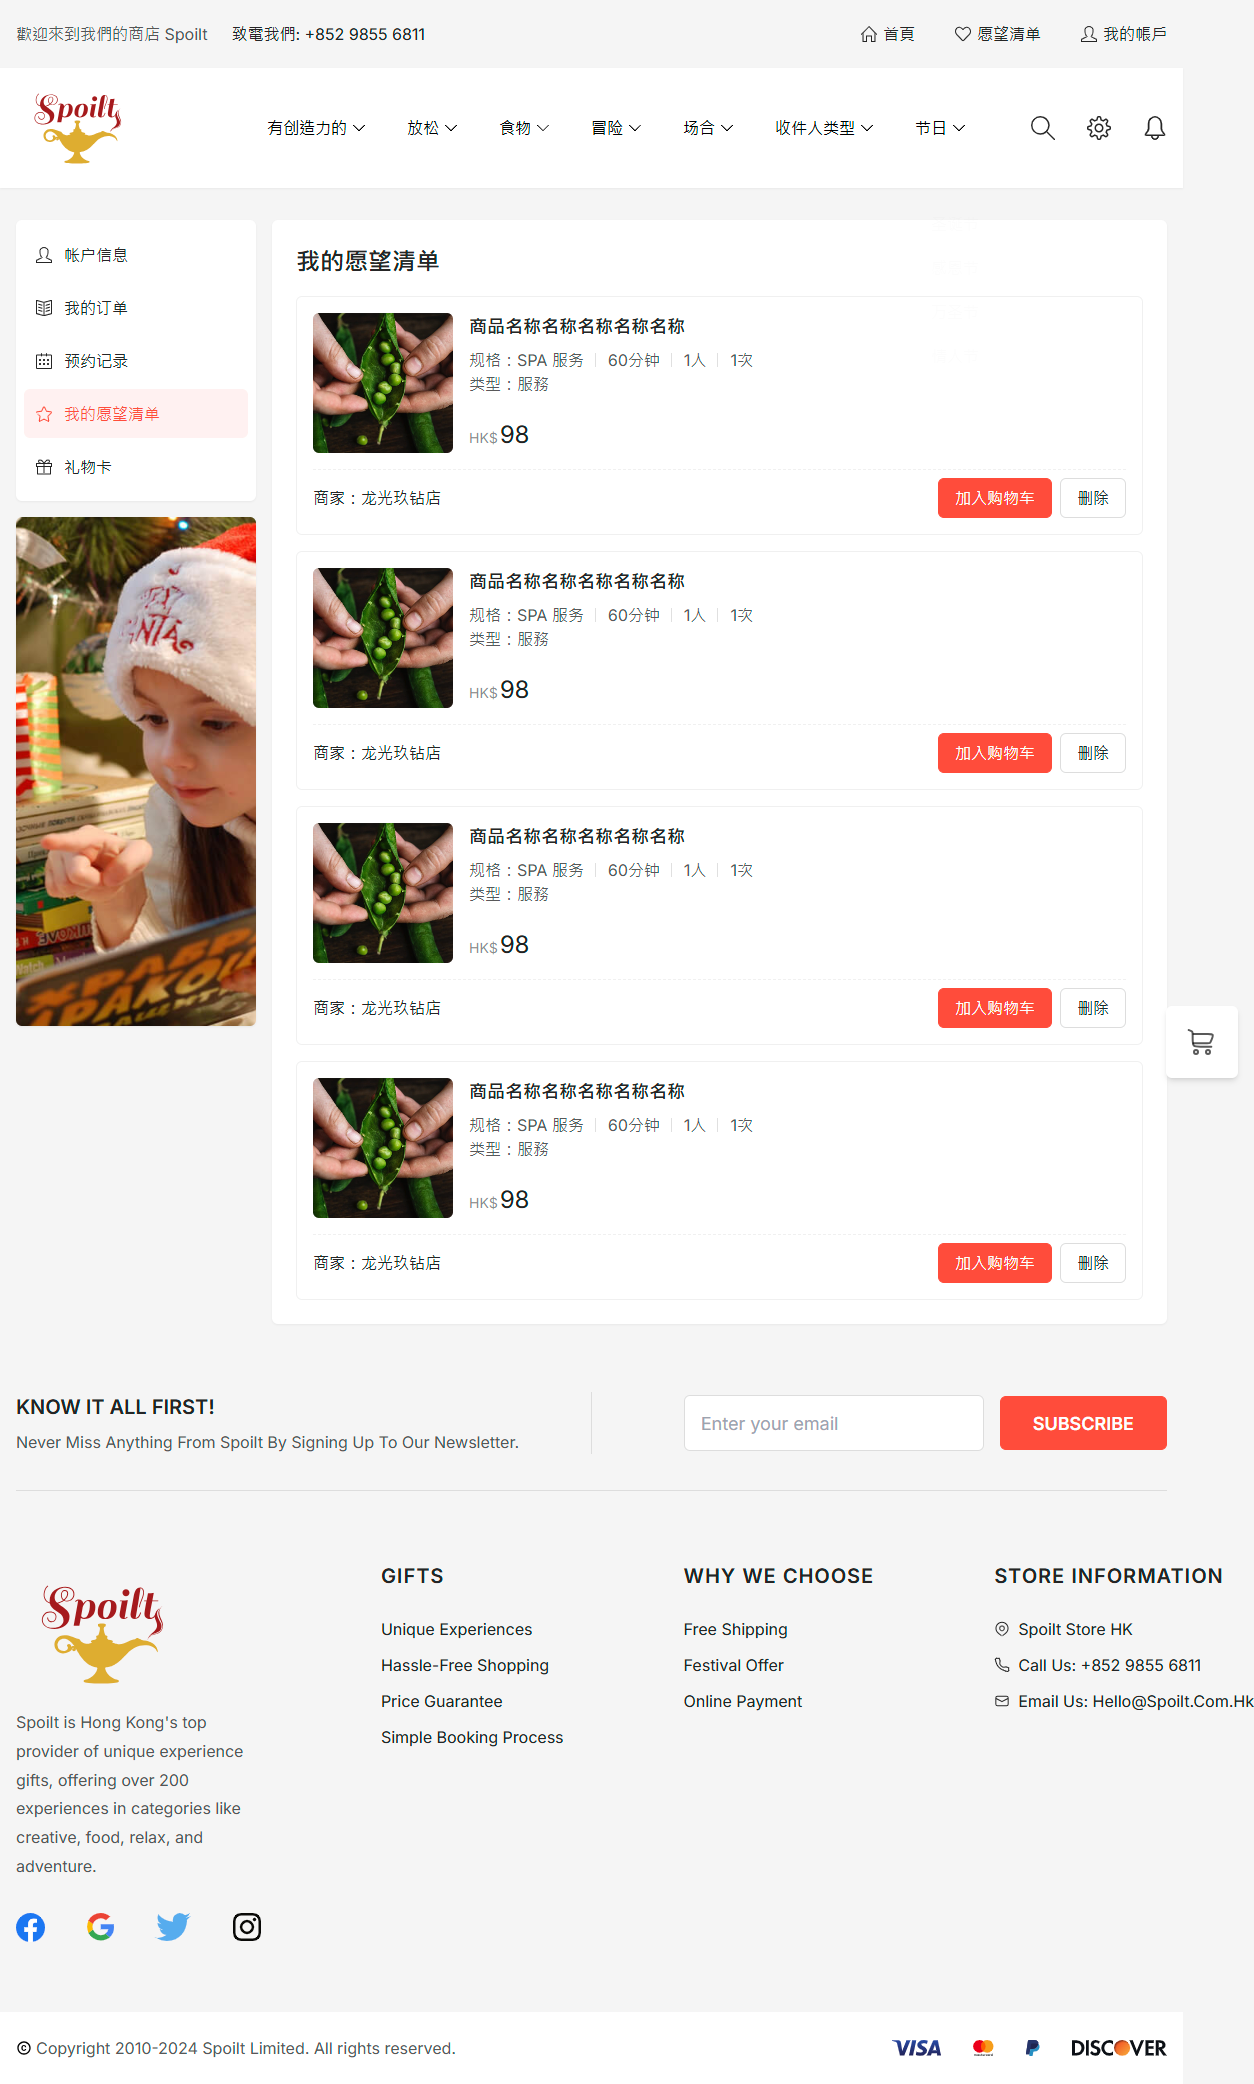 歡迎來到我們的商店 Spoilt 致電我們: +852 9855 6811 首頁 愿望清单 我的帳戶
Spoilt
有创造力的 放松 食物 冒险 场合 收件人类型 节日
帐户信息
我的订单
预约记录
我的愿望清单
礼物卡
我的愿望清单
商品名称名称名称名称名称
规格：SPA 服务 60分钟 1人 1次
类型：服務
HK$ 98
商家：龙光玖钻店 加入购物车 删除
商品名称名称名称名称名称
规格：SPA 服务 60分钟 1人 1次
类型：服務
HK$ 98
商家：龙光玖钻店 加入购物车 删除
商品名称名称名称名称名称
规格：SPA 服务 60分钟 1人 1次
类型：服務
HK$ 98
商家：龙光玖钻店 加入购物车 删除
商品名称名称名称名称名称
规格：SPA 服务 60分钟 1人 1次
类型：服務
HK$ 98
商家：龙光玖钻店 加入购物车 删除
KNOW IT ALL FIRST!
Never Miss Anything From Spoilt By Signing Up To Our Newsletter.
Enter your email
SUBSCRIBE
Spoilt
Spoilt is Hong Kong's top
provider of unique experience
gifts, offering over 200
experiences in categories like
creative, food, relax, and
adventure.
GIFTS
Unique Experiences
Hassle-Free Shopping
Price Guarantee
Simple Booking Process
WHY WE CHOOSE
Free Shipping
Festival Offer
Online Payment
STORE INFORMATION
Spoilt Store HK
Call Us: +852 9855 6811
Email Us: Hello@Spoilt.Com.Hk
© Copyright 2010-2024 Spoilt Limited. All rights reserved.
VISA DISCOVER